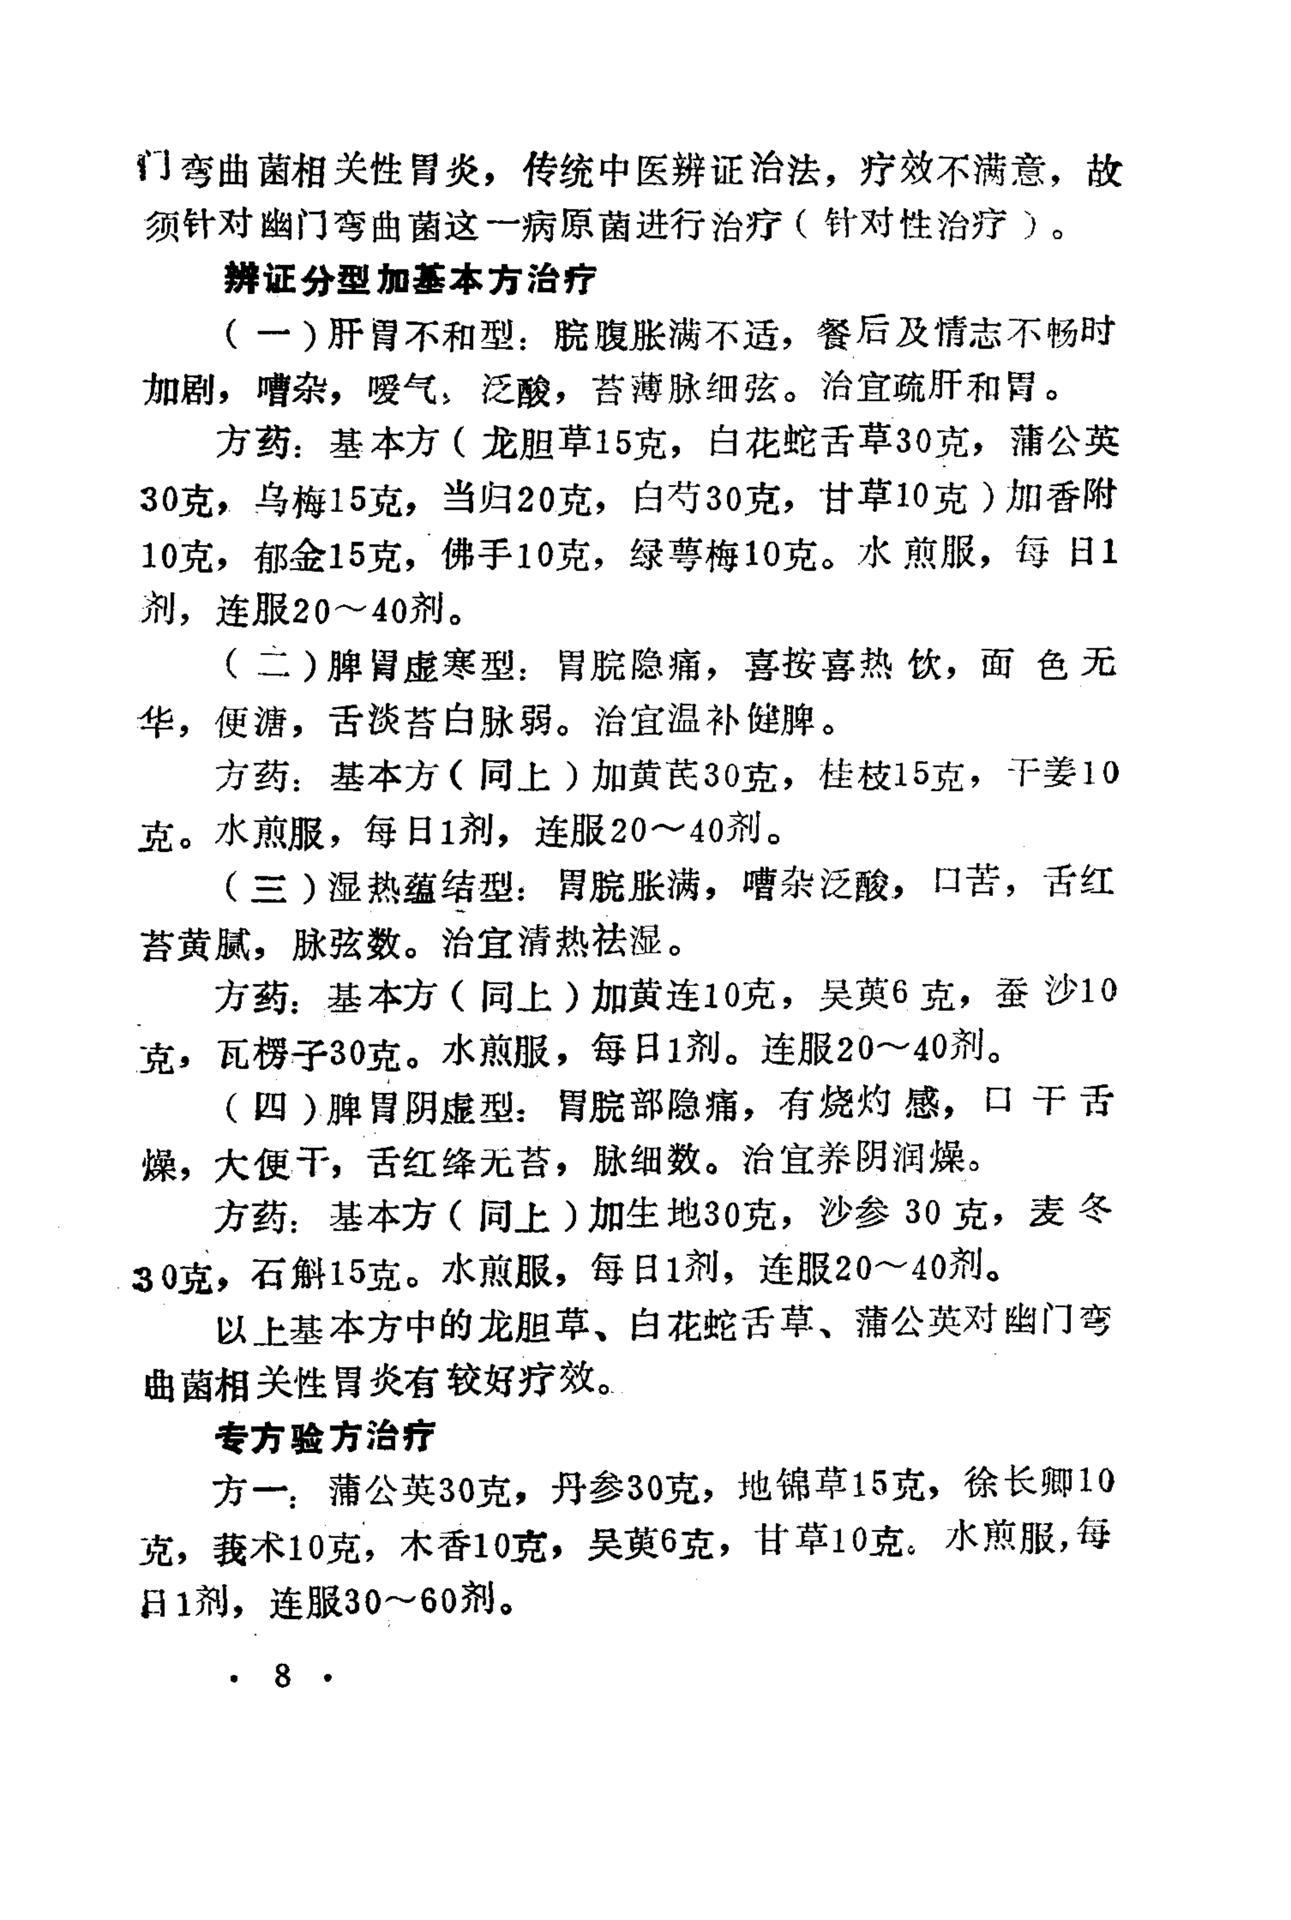 门弯曲菌相关性胃炎，传统中医辨证治法，疗效不满意，故
须针对幽门弯曲菌这一病原菌进行治疗（针对性治疗）。
辨证分型加基本方治疗
（一）肝胃不和型：脘腹胀满不适，餐后及情志不畅时
加剧，嘈杂，嗳气、泛酸，苔薄脉细弦。治宜疏肝和胃。
方药：基本方（龙胆草15克，白花蛇舌草30克，蒲公英
30克，乌梅15克，当归20克，白芍30克，甘草10克）加香附
10克，郁金15克，佛手10克，绿萼梅10克。水煎服，每日1
剂，连服20～40剂。
（二）脾胃虚寒型：胃脘隐痛，喜按喜热饮，面色无
华，便溏，舌淡苔白脉弱。治宜温补健脾。
方药：基本方（同上）加黄芪30克，桂枝15克，干姜10
克。水煎服，每日1剂，连服20～40剂。
（三）湿热蕴结型：胃脘胀满，嘈杂泛酸，口苦，舌红
苔黄腻，脉弦数。治宜清热祛湿。
方药：基本方（同上）加黄连10克，吴萸6克，蚕沙10
克，瓦楞子30克。水煎服，每日1剂。连服20～40剂。
（四）脾胃阴虚型：胃脘部隐痛，有烧灼感，口干舌
燥，大便干，舌红绛无苔，脉细数。治宜养阴润燥。
方药：基本方（同上）加生地30克，沙参30克，麦冬
30克，石斛15克。水煎服，每日1剂，连服20～40剂。
以上基本方中的龙胆草、白花蛇舌草、蒲公英对幽门弯
曲菌相关性胃炎有较好疗效。
专方验方治疗
方一：蒲公英30克，丹参30克，地锦草15克，徐长卿10
克，莪术10克，木香10克，吴萸6克，甘草10克。水煎服，每
日1剂，连服30～60剂。
· 8 ·